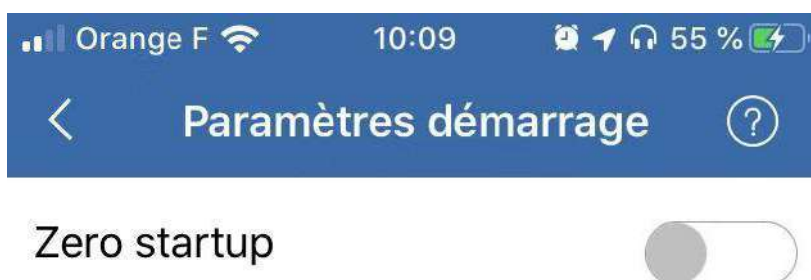 Orange F 10:09 55 %
Paramètres démarrage ?
Zero startup